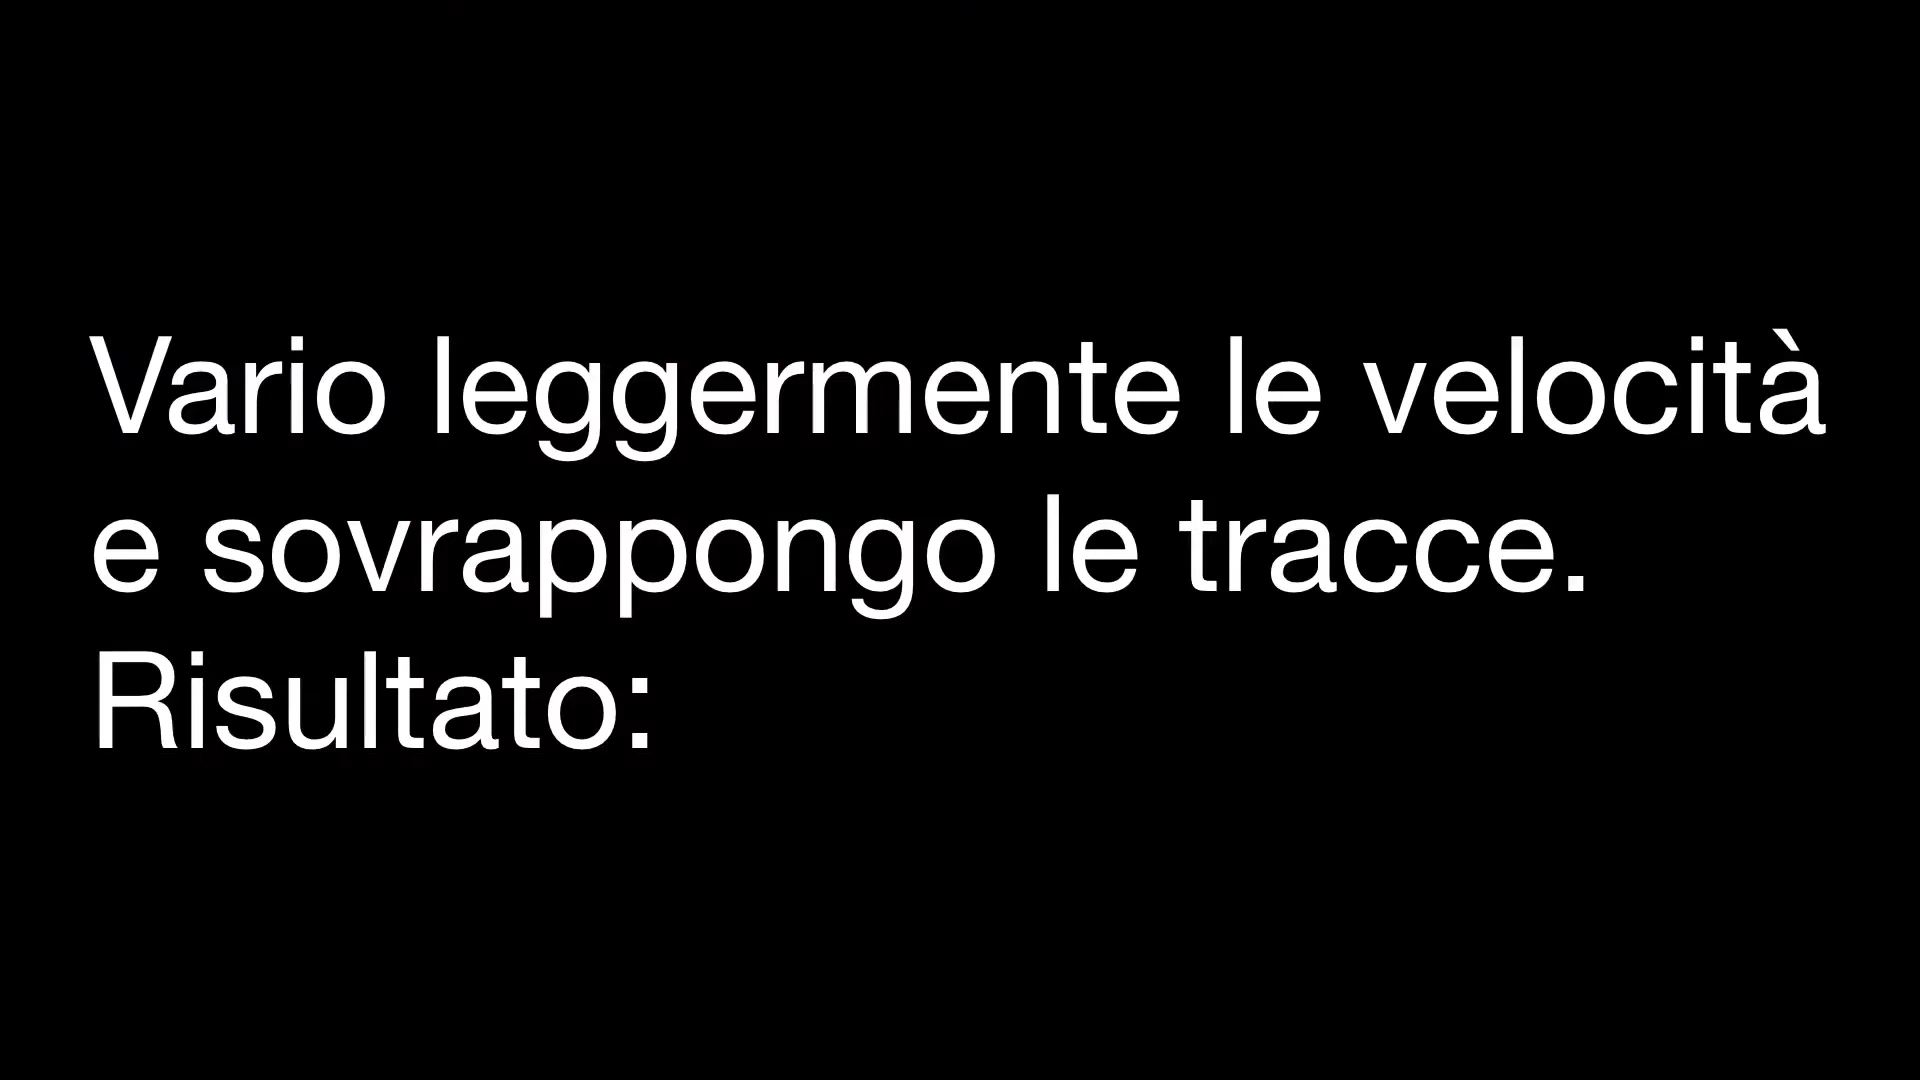 Vario leggermente le velocità
e sovrappongo le tracce.
Risultato: